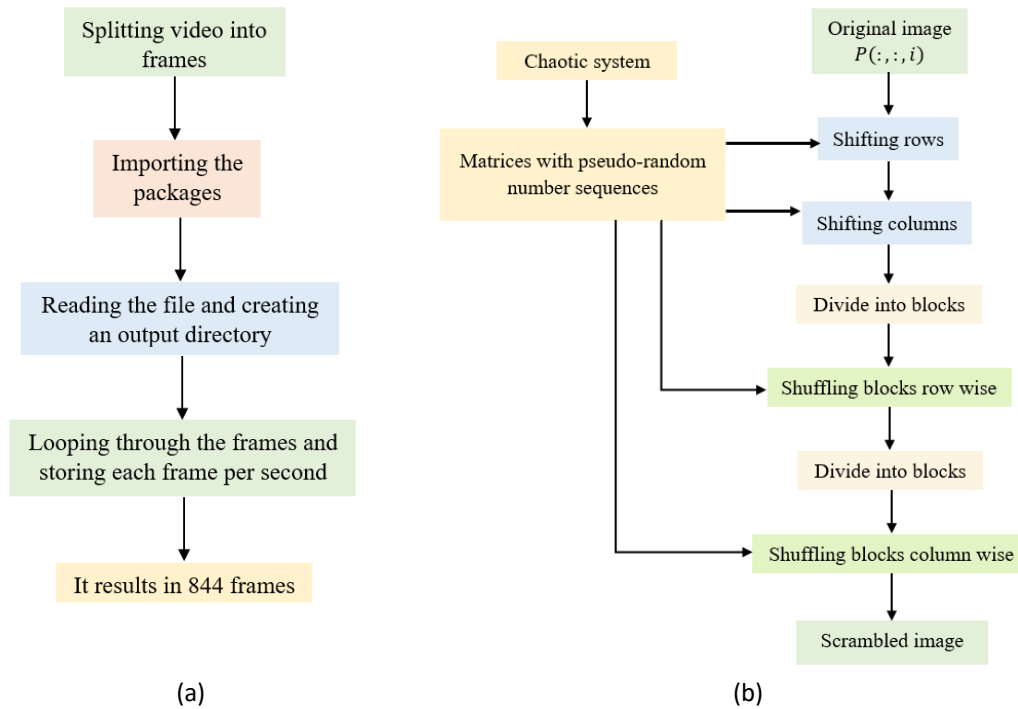 Splitting video into
frames
Importing the
packages
Reading the file and creating
an output directory
Looping through the frames and
storing each frame per second
It results in 844 frames
(a)
Chaotic system
Matrices with pseudo-random
number sequences
Original image
P(:,:,i)
Shifting rows
Shifting columns
Divide into blocks
Shuffling blocks row wise
Divide into blocks
Shuffling blocks column wise
Scrambled image
(b)